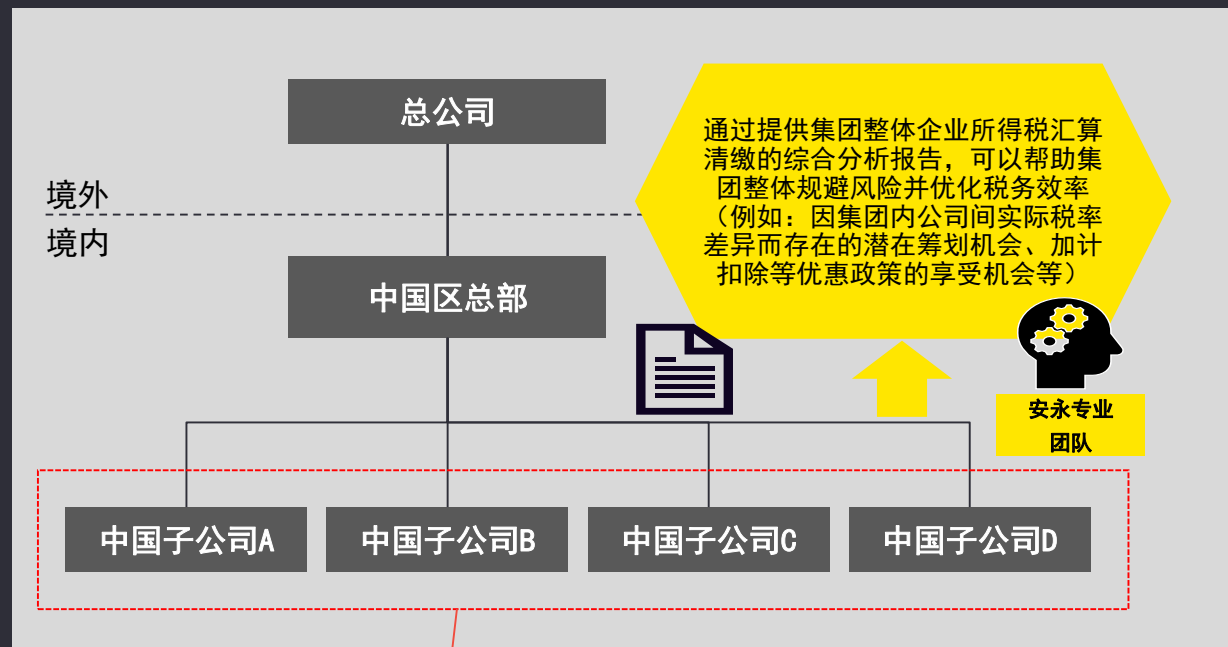 总公司
通过提供集团整体企业所得税汇算
清缴的综合分析报告，可以帮助集
团整体规避风险并优化税务效率
（例如：因集团内公司间实际税率
差异而存在的潜在筹划机会、加计
扣除等优惠政策的享受机会等）
境外
境内
中国区总部
安永专业
团队
中国子公司A
中国子公司B
中国子公司C
中国子公司D